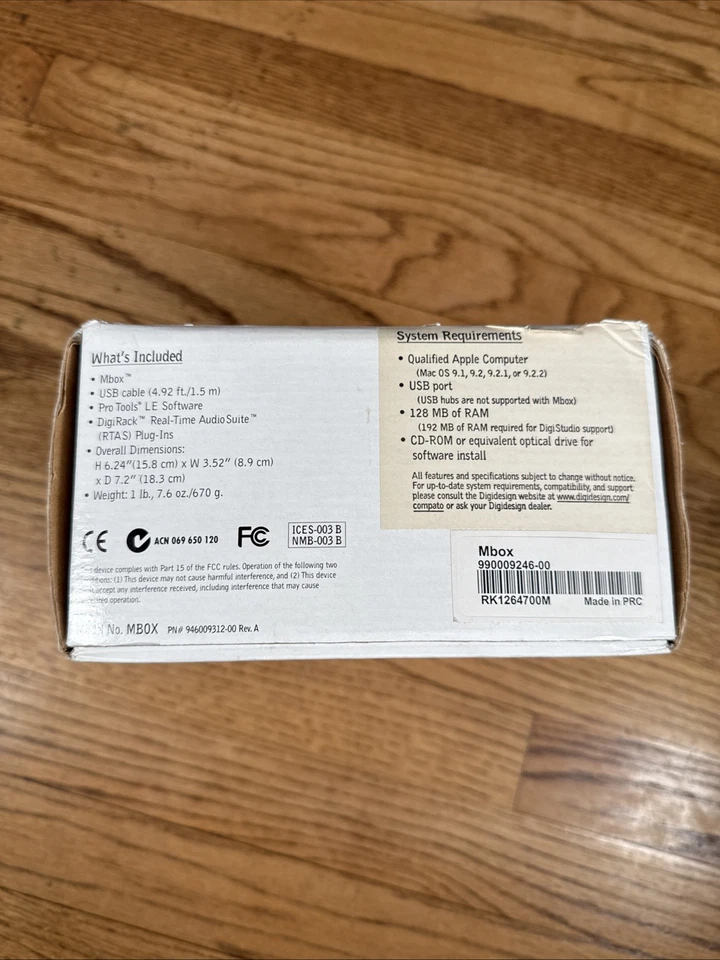 What's Included
• Mbox™
• USB cable (4.92 ft./1.5 m)
• Pro Tools® LE Software
• DigiRack™ Real-Time AudioSuite™
(RTAS) Plug-Ins
• Overall Dimensions:
H 6.24"(15.8 cm) x W 3.52" (8.9 cm)
x D 7.2" (18.3 cm)
• Weight: 1 lb., 7.6 oz./670 g.
CE ACN 069 650 120 FC ICES-003 B
NMB-003 B
device complies with Part 15 of the FCC rules. Operation of the following two
(1) This device may not cause harmful interference, and (2) This device
accept any interference received, including interference that may cause
operation.
No. MBOX PN# 946009312-00 Rev. A
System Requirements
• Qualified Apple Computer
(Mac OS 9.1, 9.2, 9.2.1, or 9.2.2)
• USB port
(USB hubs are not supported with Mbox)
• 128 MB of RAM
(192 MB of RAM required for DigiStudio support)
• CD-ROM or equivalent optical drive for
software install
All features and specifications subject to change without notice.
For up-to-date system requirements, compatibility, and support
please consult the Digidesign website at www.digidesign.com/
compato or ask your Digidesign dealer.
Mbox
990009246-00
RK1264700M Made in PRC